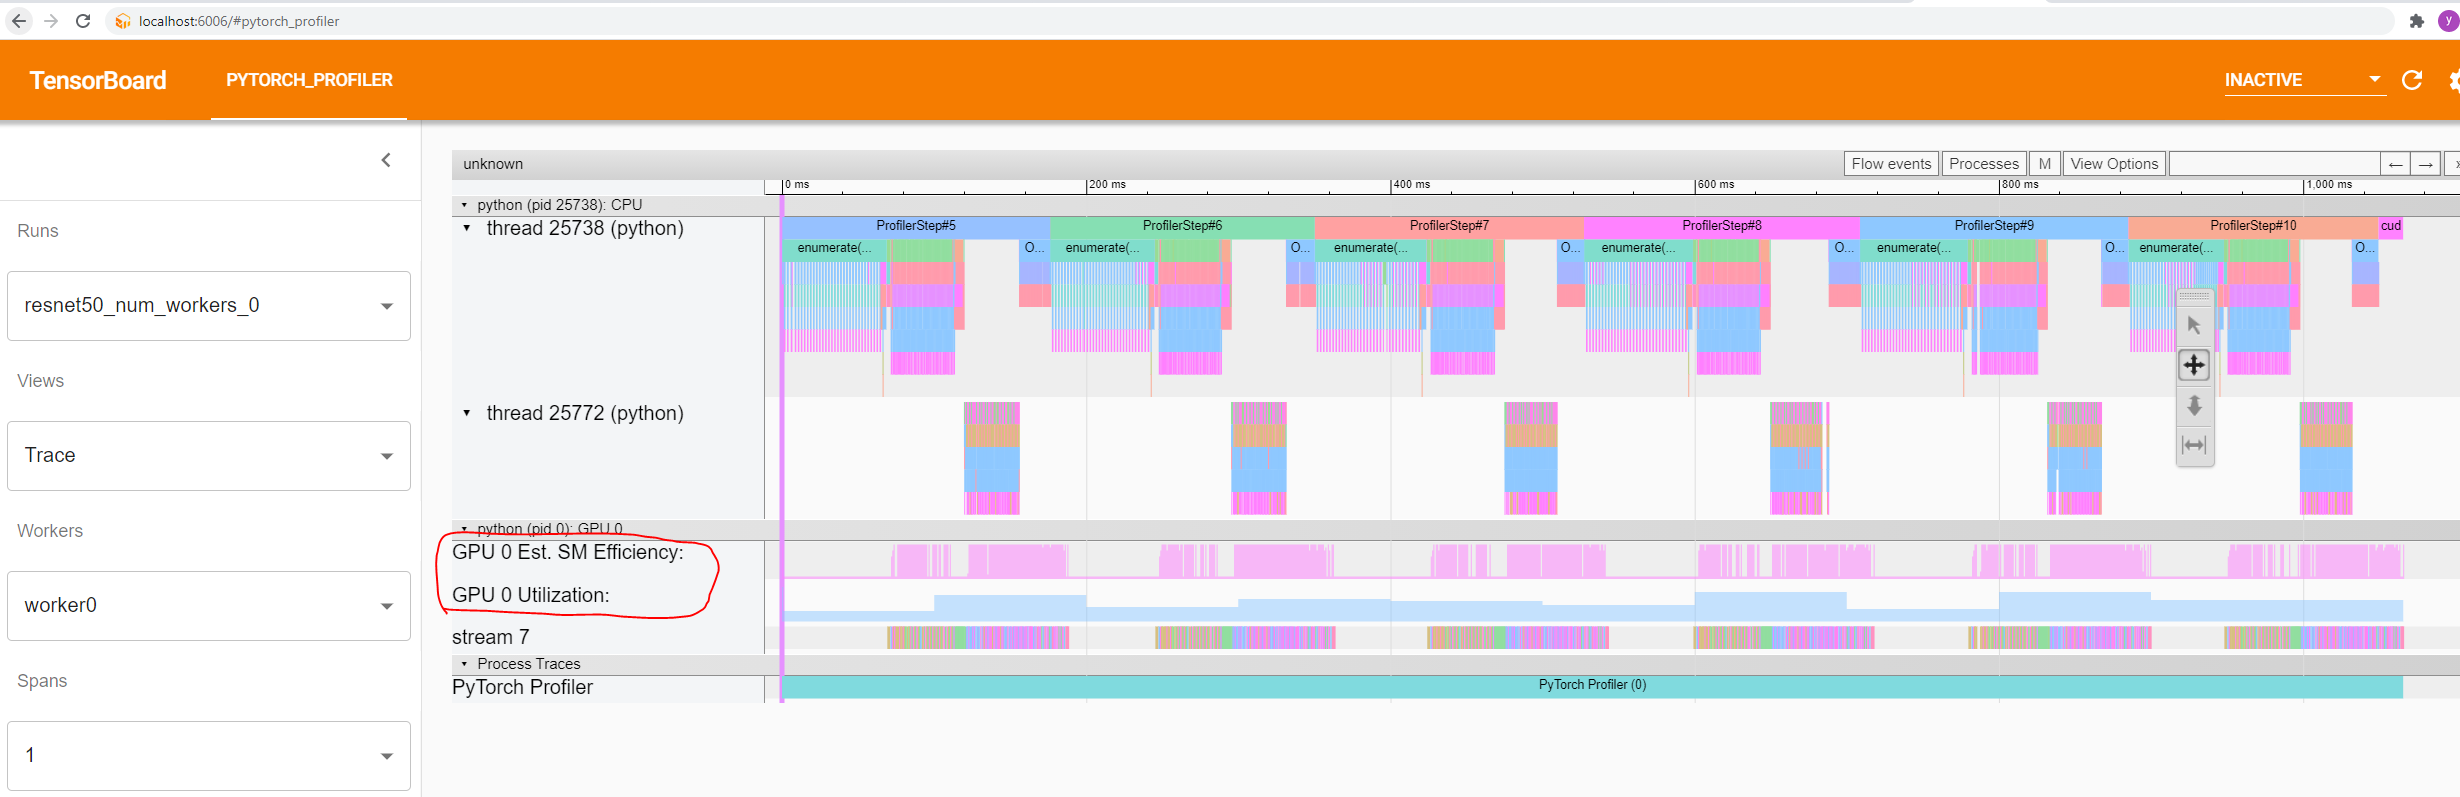 localhost:6006/#pytorch_profiler
y
TensorBoard
PYTORCH_PROFILER
INACTIVE
Runs
resnet50_num_workers_0
Views
Trace
Workers
worker0
Spans
1
unknown
Flow events
Processes
M
View Options
←
→
»
0 ms
200 ms
400 ms
600 ms
800 ms
1,000 ms
python (pid 25738): CPU
thread 25738 (python)
ProfilerStep#5
ProfilerStep#6
ProfilerStep#7
ProfilerStep#8
ProfilerStep#9
ProfilerStep#10
cud
enumerate(...
O...
enumerate(...
O...
enumerate(...
O...
enumerate(...
O...
enumerate(...
O...
enumerate(...
O...
thread 25772 (python)
python (pid 0): GPU 0
GPU 0 Est. SM Efficiency:
GPU 0 Utilization:
stream 7
Process Traces
PyTorch Profiler
PyTorch Profiler (0)